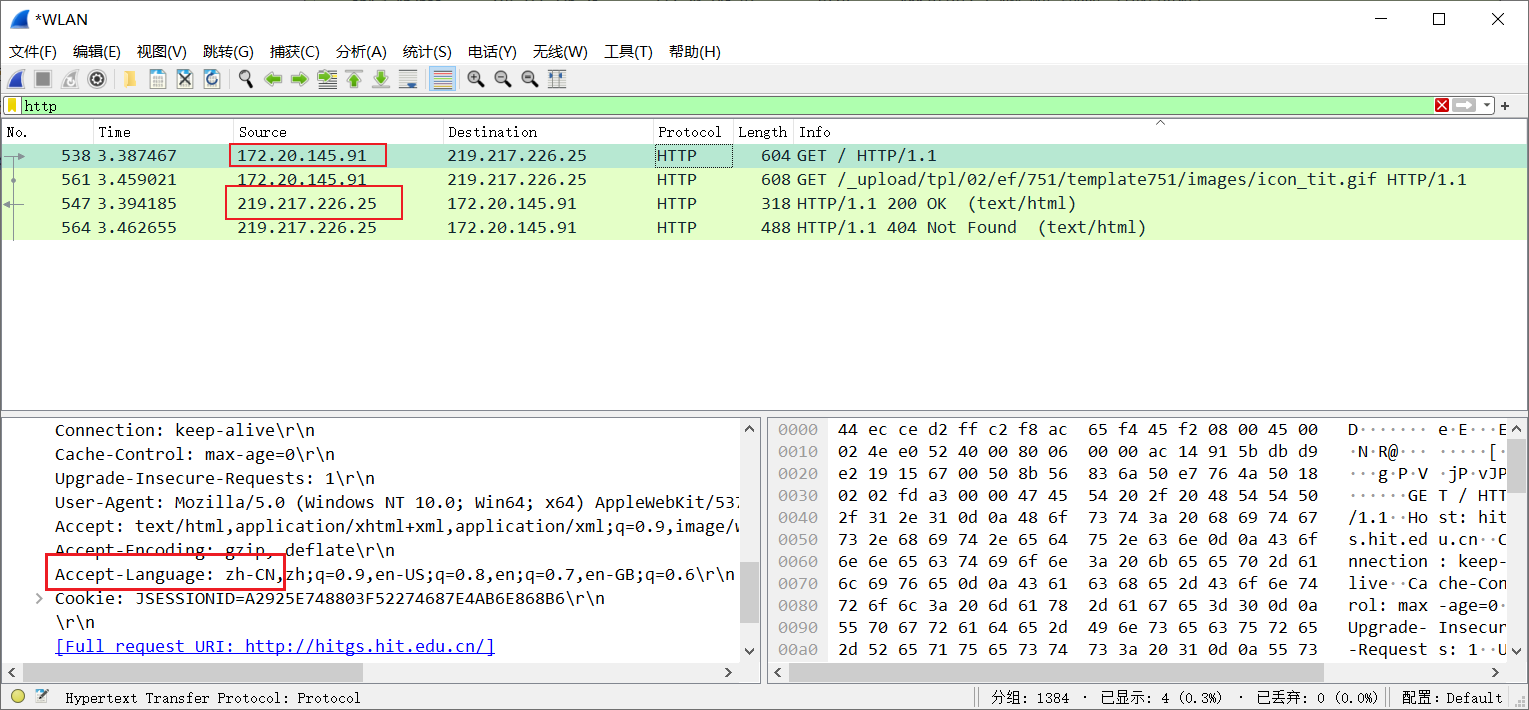 *WLAN
文件(F) 编辑(E) 视图(V) 跳转(G) 捕获(C) 分析(A) 统计(S) 电话(Y) 无线(W) 工具(T) 帮助(H)
http
No. Time Source Destination Protocol Length Info
538 3.387467 172.20.145.91 219.217.226.25 HTTP 604 GET / HTTP/1.1
561 3.459021 172.20.145.91 219.217.226.25 HTTP 608 GET /_upload/tpl/02/ef/751/template751/images/icon_tit.gif HTTP/1.1
547 3.394185 219.217.226.25 172.20.145.91 HTTP 318 HTTP/1.1 200 OK (text/html)
564 3.462655 219.217.226.25 172.20.145.91 HTTP 488 HTTP/1.1 404 Not Found (text/html)
Connection: keep-alive\r\n
Cache-Control: max-age=0\r\n
Upgrade-Insecure-Requests: 1\r\n
User-Agent: Mozilla/5.0 (Windows NT 10.0; Win64; x64) AppleWebKit/537
Accept: text/html,application/xhtml+xml,application/xml;q=0.9,image/w
Accept-Encoding: gzip, deflate\r\n
Accept-Language: zh-CN,zh;q=0.9,en-US;q=0.8,en;q=0.7,en-GB;q=0.6\r\n
Cookie: JSESSIONID=A2925E748803F52274687E4AB6E868B6\r\n
\r\n
[Full request URI: http://hitgs.hit.edu.cn/]
0000 44 ec ce d2 ff c2 f8 ac 65 f4 45 f2 08 00 45 00 D······· e·E···E
0010 02 4e e0 52 40 00 80 06 00 00 ac 14 91 5b db d9 ·N·R@··· ·····[·
0020 e2 19 15 67 00 50 8b 56 83 6a 50 e7 76 4a 50 18 ···g·P·V ·jP·vJP
0030 02 02 fd a3 00 00 47 45 54 20 2f 20 48 54 54 50 ······GE T / HTT
0040 2f 31 2e 31 0d 0a 48 6f 73 74 3a 20 68 69 74 67 /1.1··Ho st: hit
0050 73 2e 68 69 74 2e 65 64 75 2e 63 6e 0d 0a 43 6f s.hit.ed u.cn··C
0060 6e 6e 65 63 74 69 6f 6e 3a 20 6b 65 65 70 2d 61 nnection : keep-
0070 6c 69 76 65 0d 0a 43 61 63 68 65 2d 43 6f 6e 74 live··Ca che-Con
0080 72 6f 6c 3a 20 6d 61 78 2d 61 67 65 3d 30 0d 0a rol: max -age=0·
0090 55 70 67 72 61 64 65 2d 49 6e 73 65 63 75 72 65 Upgrade- Insecur
00a0 2d 52 65 71 75 65 73 74 73 3a 20 31 0d 0a 55 73 -Request s: 1··U
Hypertext Transfer Protocol: Protocol 分组: 1384 · 已显示: 4 (0.3%) · 已丢弃: 0 (0.0%) 配置: Default